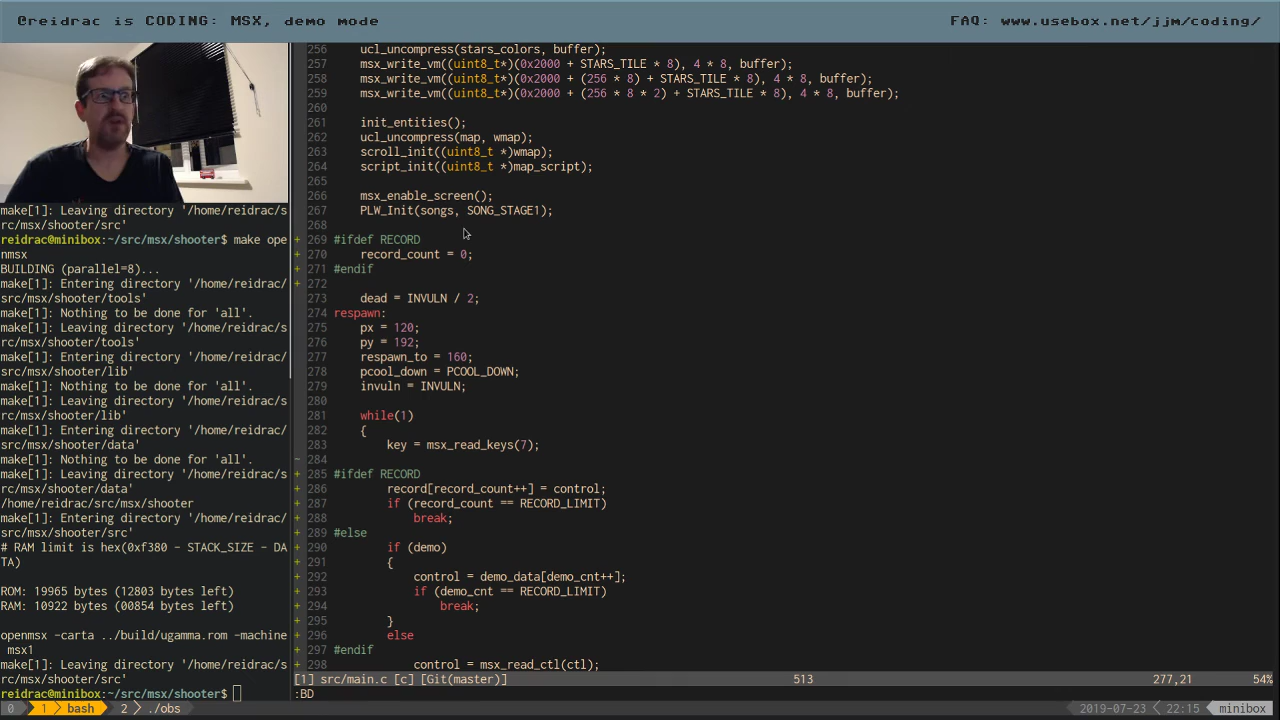 @reidrac is CODING: MSX, demo mode
FAQ: www.usebox.net/jjm/coding/
make[1]: Leaving directory '/home/reidrac/s
rc/msx/shooter/src'
reidrac@minibox:~/src/msx/shooter$ make ope
nmsx
BUILDING (parallel=8)...
make[1]: Entering directory '/home/reidrac/
src/msx/shooter/tools'
make[1]: Nothing to be done for 'all'.
make[1]: Leaving directory '/home/reidrac/s
rc/msx/shooter/tools'
make[1]: Entering directory '/home/reidrac/
src/msx/shooter/lib'
make[1]: Nothing to be done for 'all'.
make[1]: Leaving directory '/home/reidrac/s
rc/msx/shooter/lib'
make[1]: Entering directory '/home/reidrac/
src/msx/shooter/data'
make[1]: Nothing to be done for 'all'.
make[1]: Leaving directory '/home/reidrac/s
rc/msx/shooter/data'
/home/reidrac/src/msx/shooter
make[1]: Entering directory '/home/reidrac/
src/msx/shooter/src'
# RAM limit is hex(0xf380 - STACK_SIZE - DA
TA)
ROM: 19965 bytes (12803 bytes left)
RAM: 10922 bytes (00854 bytes left)
openmsx -carta ../build/ugamma.rom -machine
msx1
make[1]: Leaving directory '/home/reidrac/s
rc/msx/shooter/src'
reidrac@minibox:~/src/msx/shooter$
256 ucl_uncompress(stars_colors, buffer);
257 msx_write_vm((uint8_t*)(0x2000 + STARS_TILE * 8), 4 * 8, buffer);
258 msx_write_vm((uint8_t*)(0x2000 + (256 * 8) + STARS_TILE * 8), 4 * 8, buffer);
259 msx_write_vm((uint8_t*)(0x2000 + (256 * 8 * 2) + STARS_TILE * 8), 4 * 8, buffer);
260
261 init_entities();
262 ucl_uncompress(map, wmap);
263 scroll_init((uint8_t *)wmap);
264 script_init((uint8_t *)map_script);
265
266 msx_enable_screen();
267 PLW_Init(songs, SONG_STAGE1);
268
+ 269 #ifdef RECORD
+ 270 record_count = 0;
+ 271 #endif
+ 272
273 dead = INVULN / 2;
274 respawn:
275 px = 120;
276 py = 192;
277 respawn_to = 160;
278 pcool_down = PCOOL_DOWN;
279 invuln = INVULN;
280
281 while(1)
282 {
283 key = msx_read_keys(7);
- 284
+ 285 #ifdef RECORD
+ 286 record[record_count++] = control;
+ 287 if (record_count == RECORD_LIMIT)
+ 288 break;
+ 289 #else
+ 290 if (demo)
+ 291 {
+ 292 control = demo_data[demo_cnt++];
+ 293 if (demo_cnt == RECORD_LIMIT)
+ 294 break;
+ 295 }
+ 296 else
+ 297 #endif
+ 298 control = msx_read_ctl(ctl);
[1] src/main.c [c] [Git(master)] 513 277,21 54%
:BD
0 1 bash 2 ./obs 2019-07-23 22:15 minibox